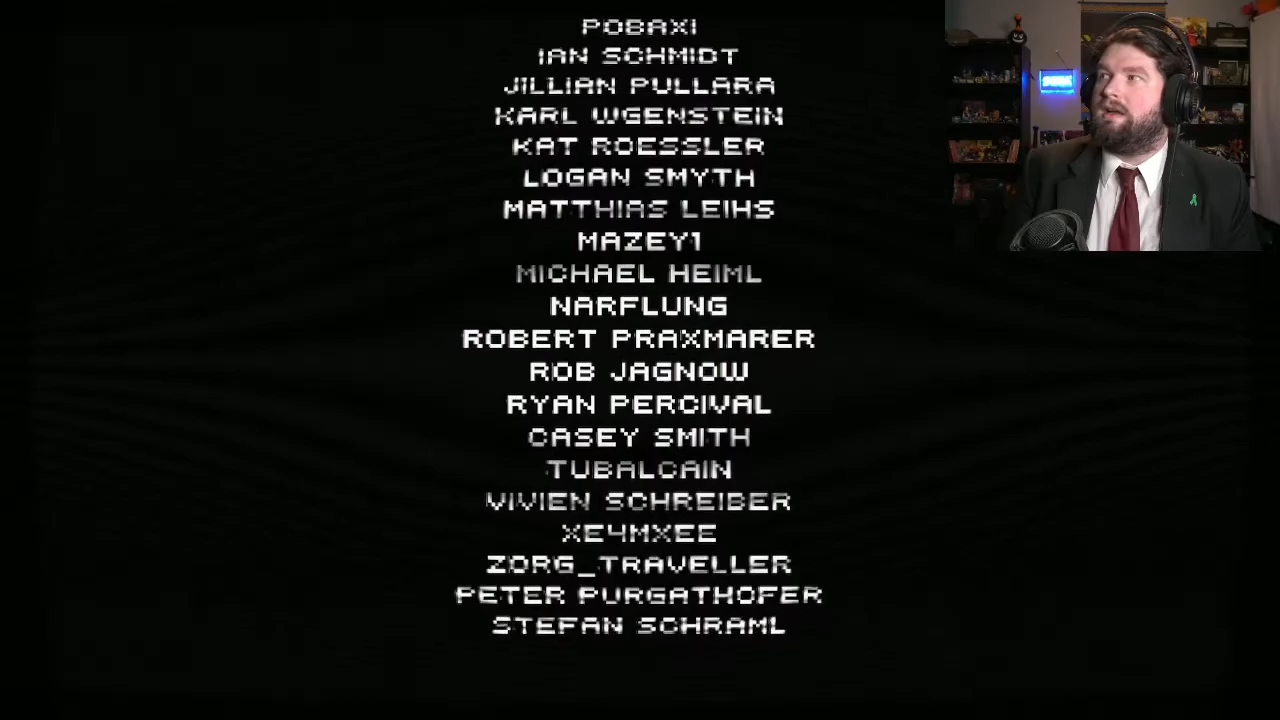 POBAXI
IAN SCHMIDT
JILLIAN PULLARA
KARL WGENSTEIN
KAT ROESSLER
LOGAN SMYTH
MATTHIAS LEIHS
MAZEY1
MICHAEL HEIML
NARFLUNG
ROBERT PRAXMARER
ROB JAGNOW
RYAN PERCIVAL
CASEY SMITH
TUBALCAIN
VIVIEN SCHREIBER
XE4MXEE
ZORG_TRAVELLER
PETER PURGATHOFER
STEFAN SCHRAML